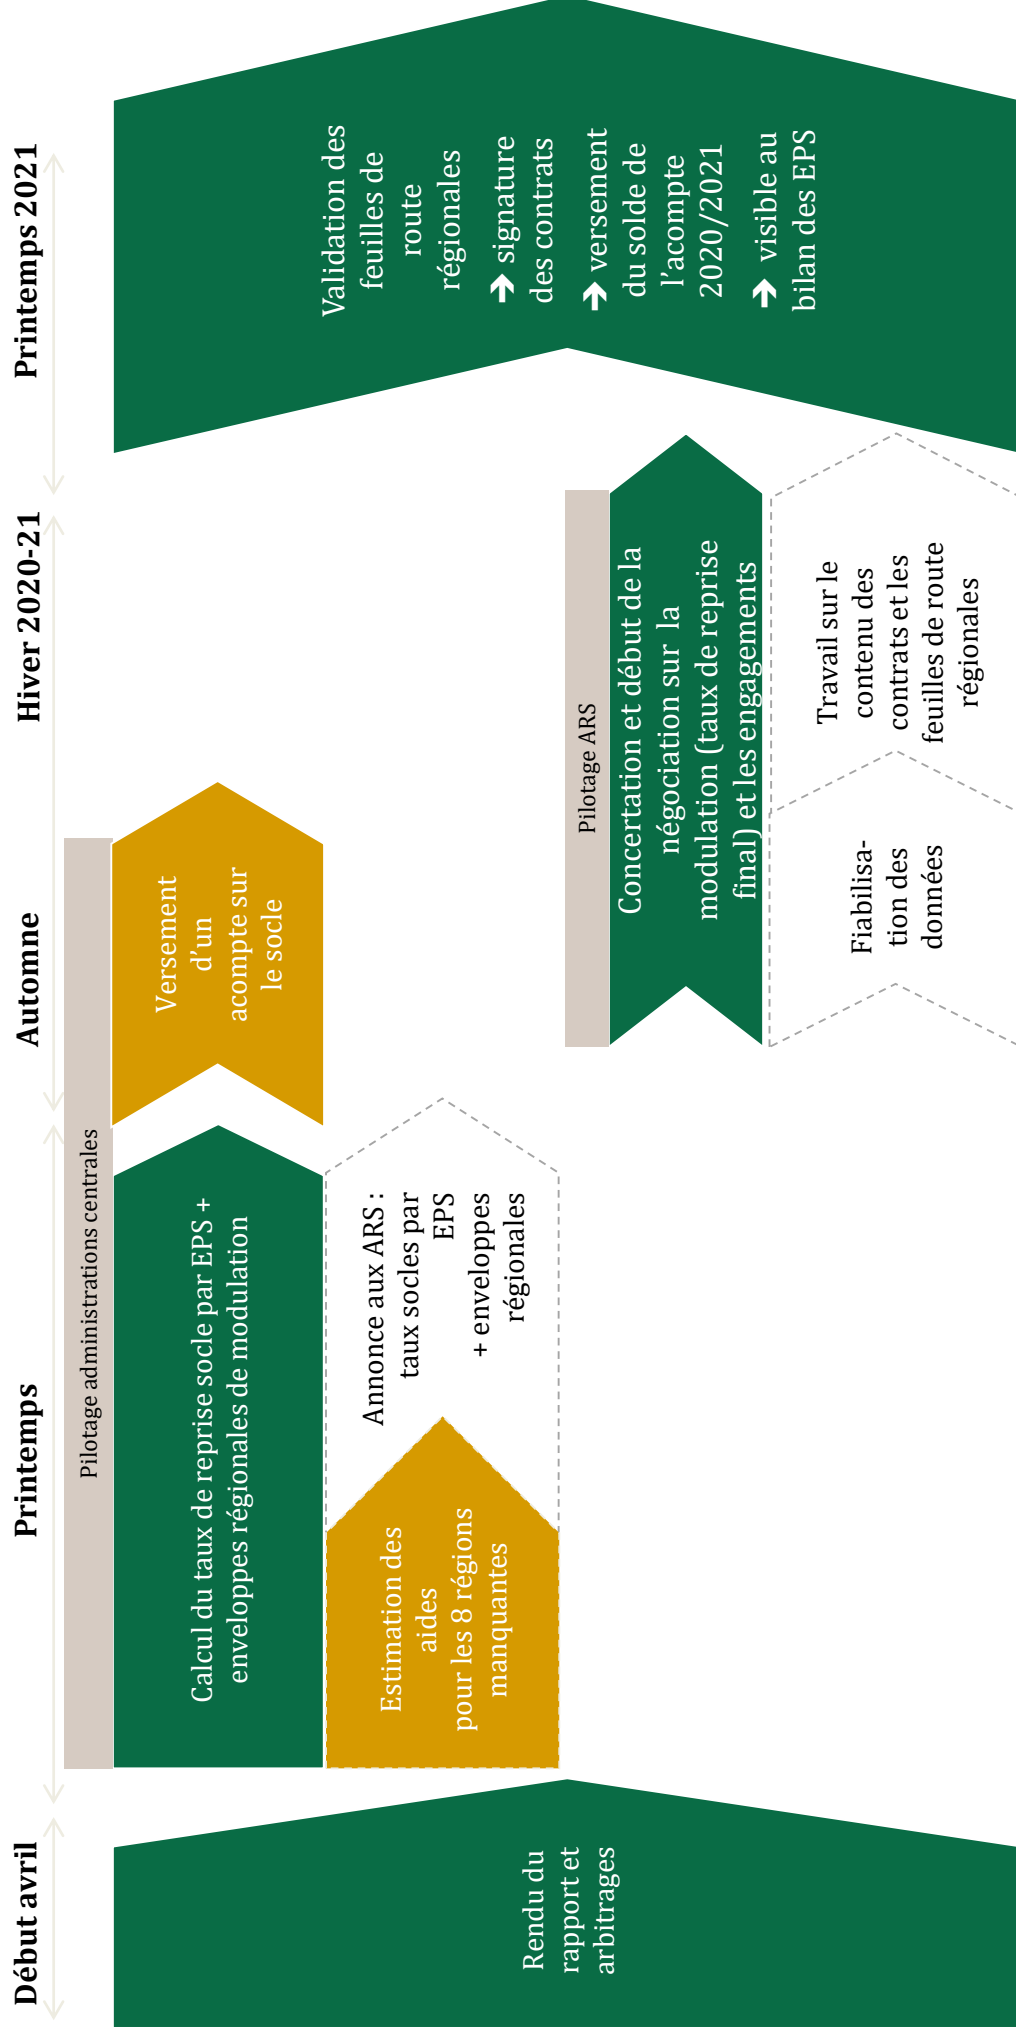 Début avril
Printemps
Automne
Hiver 2020-21
Printemps 2021
Pilotage administrations centrales
Rendu du
rapport et
arbitrages
Calcul du taux de reprise socle par EPS +
enveloppes régionales de modulation
Versement
d'un
acompte sur
le socle
Estimation des
aides
pour les 8 régions
manquantes
Annonce aux ARS :
taux socles par
EPS
+ enveloppes
régionales
Pilotage ARS
Concertation et début de la
négociation sur la
modulation (taux de reprise
final) et les engagements
Fiabilisa-
tion des
données
Travail sur le
contenu des
contrats et les
feuilles de route
régionales
Validation des
feuilles de
route
régionales
➔ signature
des contrats
➔ versement
du solde de
l'acompte
2020/2021
➔ visible au
bilan des EPS